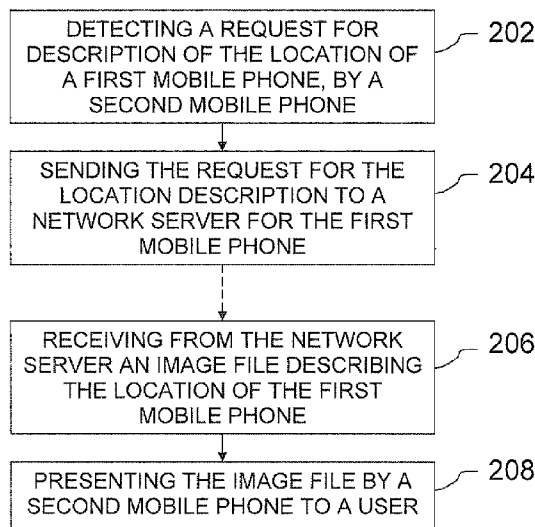 DETECTING A REQUEST FOR
DESCRIPTION OF THE LOCATION OF
A FIRST MOBILE PHONE, BY A
SECOND MOBILE PHONE
202
SENDING THE REQUEST FOR THE
LOCATION DESCRIPTION TO A
NETWORK SERVER FOR THE FIRST
MOBILE PHONE
204
RECEIVING FROM THE NETWORK
SERVER AN IMAGE FILE DESCRIBING
THE LOCATION OF THE FIRST
MOBILE PHONE
206
PRESENTING THE IMAGE FILE BY A
SECOND MOBILE PHONE TO A USER
208